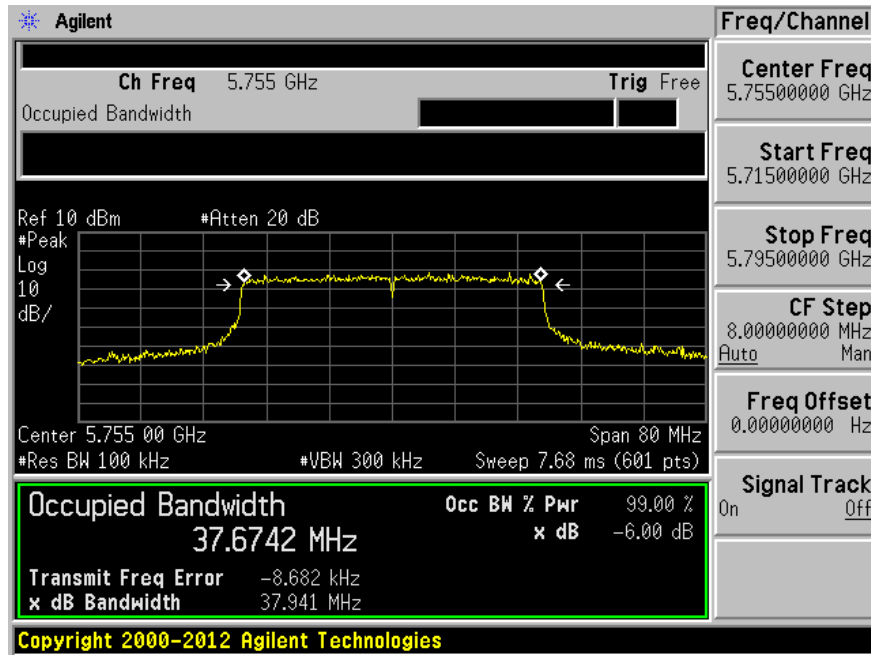 Agilent
Freq/Channel
Ch Freq 5.755 GHz Trig Free
Occupied Bandwidth
Center Freq
5.75500000 GHz
Start Freq
5.71500000 GHz
Stop Freq
5.79500000 GHz
CF Step
8.00000000 MHz
Auto Man
Freq Offset
0.00000000 Hz
Signal Track
On Off
Ref 10 dBm #Atten 20 dB
#Peak
Log
10
dB/
Center 5.755 00 GHz Span 80 MHz
#Res BW 100 kHz #VBW 300 kHz Sweep 7.68 ms (601 pts)
Occupied Bandwidth Occ BW % Pwr 99.00 %
37.6742 MHz x dB -6.00 dB
Transmit Freq Error -8.682 kHz
x dB Bandwidth 37.941 MHz
Copyright 2000-2012 Agilent Technologies